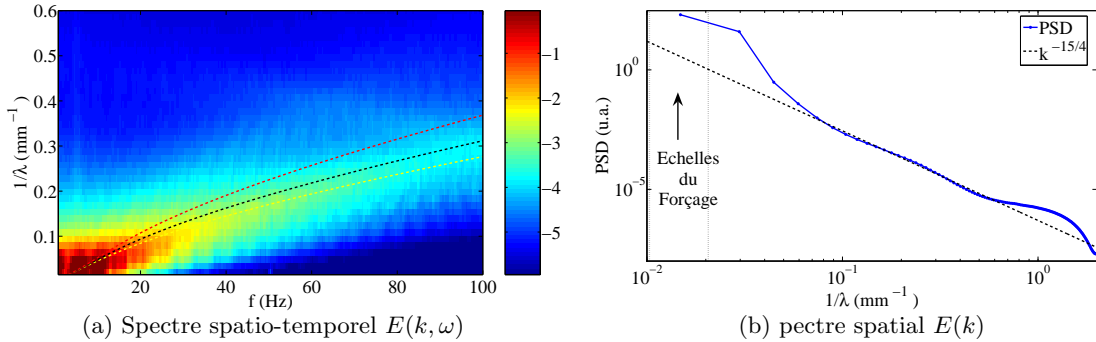 0.6
0.5
0.4
0.3
0.2
0.1
1/λ (mm⁻¹)
20 40 60 80 100
f (Hz)
−1
−2
−3
−4
−5
(a) Spectre spatio-temporel E(k, ω)
PSD
k⁻¹⁵/⁴
10⁰
10⁻⁵
PSD (u.a.)
Echelles
du
Forçage
10⁻² 10⁻¹ 10⁰
1/λ (mm⁻¹)
(b) pectre spatial E(k)